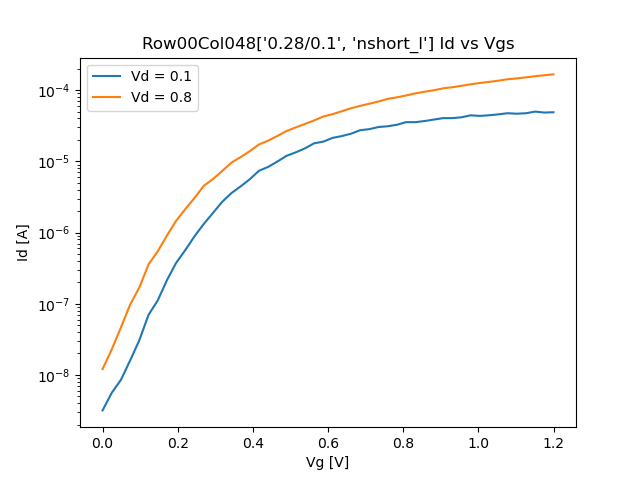 Row00Col048['0.28/0.1', 'nshort_l'] Id vs Vgs
Vd = 0.1
Vd = 0.8
Id [A]
10⁻⁴
10⁻⁵
10⁻⁶
10⁻⁷
10⁻⁸
0.0 0.2 0.4 0.6 0.8 1.0 1.2
Vg [V]